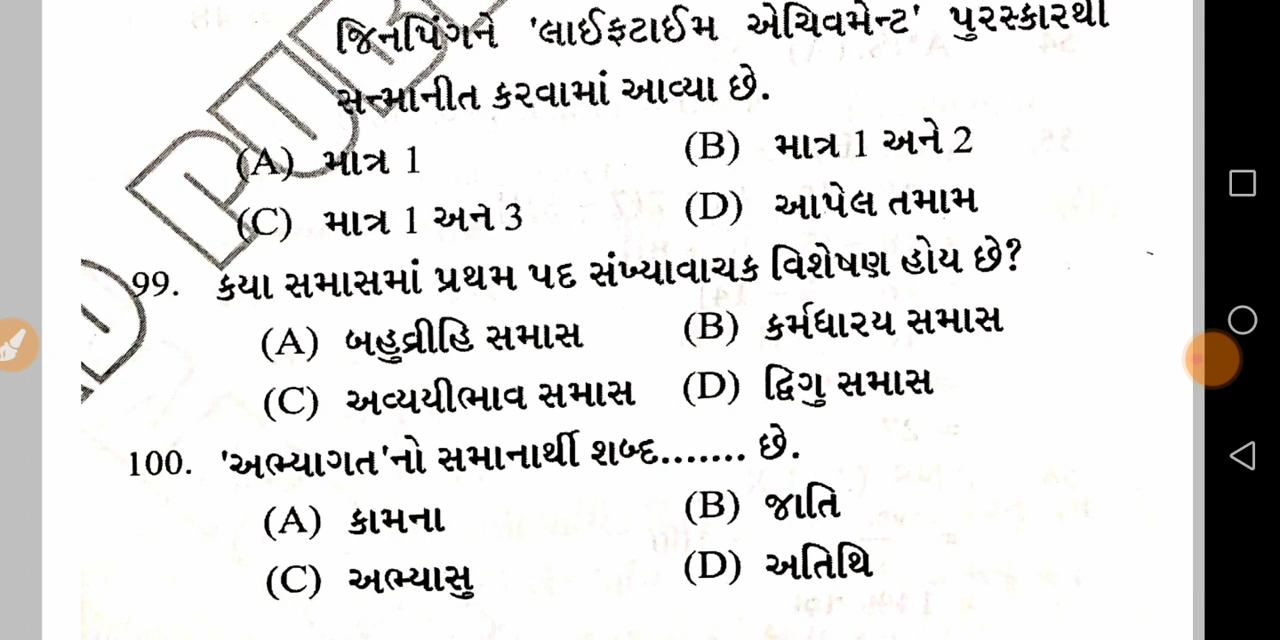 જિનપિંગને 'લાઈફટાઈમ એચિવમેન્ટ' પુરસ્કારથી
સન્માનીત કરવામાં આવ્યા છે.
(A) માત્ર 1 (B) માત્ર 1 અને 2
(C) માત્ર 1 અને 3 (D) આપેલ તમામ
99. કયા સમાસમાં પ્રથમ પદ સંખ્યાવાચક વિશેષણ હોય છે?
(A) બહુવ્રીહિ સમાસ (B) કર્મધારય સમાસ
(C) અવ્યયીભાવ સમાસ (D) દ્વિગુ સમાસ
100. 'અભ્યાગત'નો સમાનાર્થી શબ્દ....... છે.
(A) કામના (B) જાતિ
(C) અભ્યાસુ (D) અતિથિ